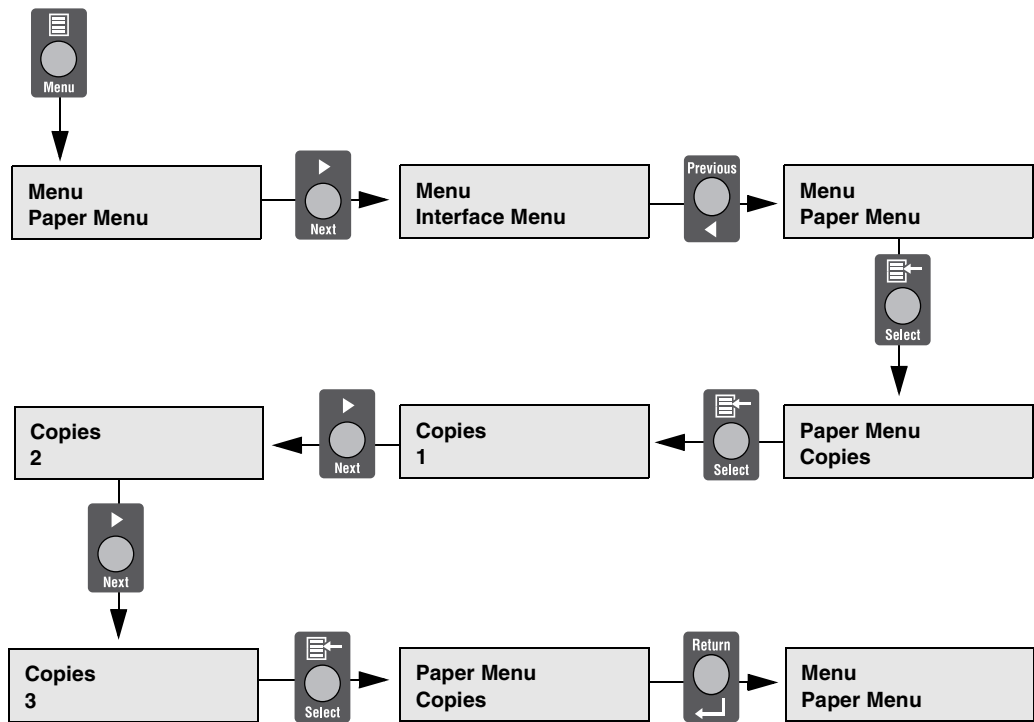 Menu
Menu
Paper Menu
Next
Menu
Interface Menu
Previous
Menu
Paper Menu
Select
Paper Menu
Copies
Select
Copies
1
Next
Copies
2
Next
Copies
3
Select
Paper Menu
Copies
Return
Menu
Paper Menu